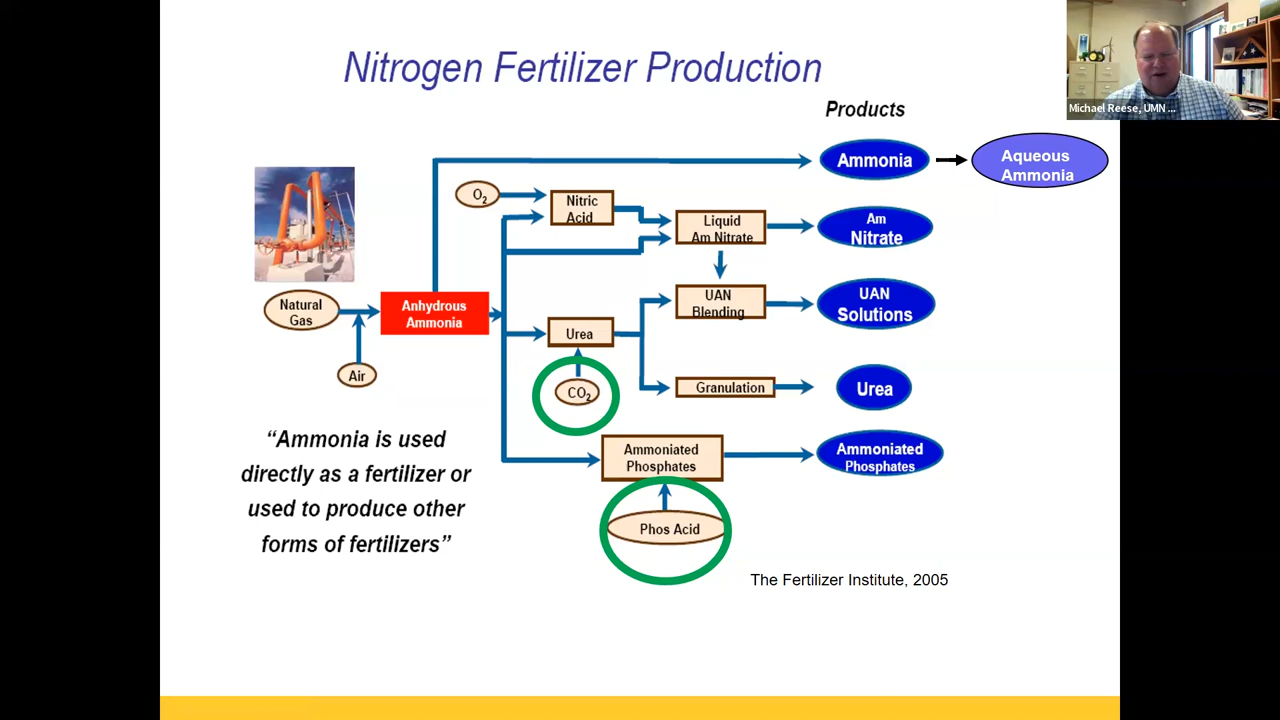 Nitrogen Fertilizer Production
Michael Reese, UMN ...
Products
Ammonia
Aqueous
Ammonia
O2
Nitric
Acid
Liquid
Am Nitrate
Am
Nitrate
Natural
Gas
Anhydrous
Ammonia
UAN
Blending
UAN
Solutions
Urea
Air
CO2
Granulation
Urea
"Ammonia is used
directly as a fertilizer or
used to produce other
forms of fertilizers"
Ammoniated
Phosphates
Ammoniated
Phosphates
Phos Acid
The Fertilizer Institute, 2005